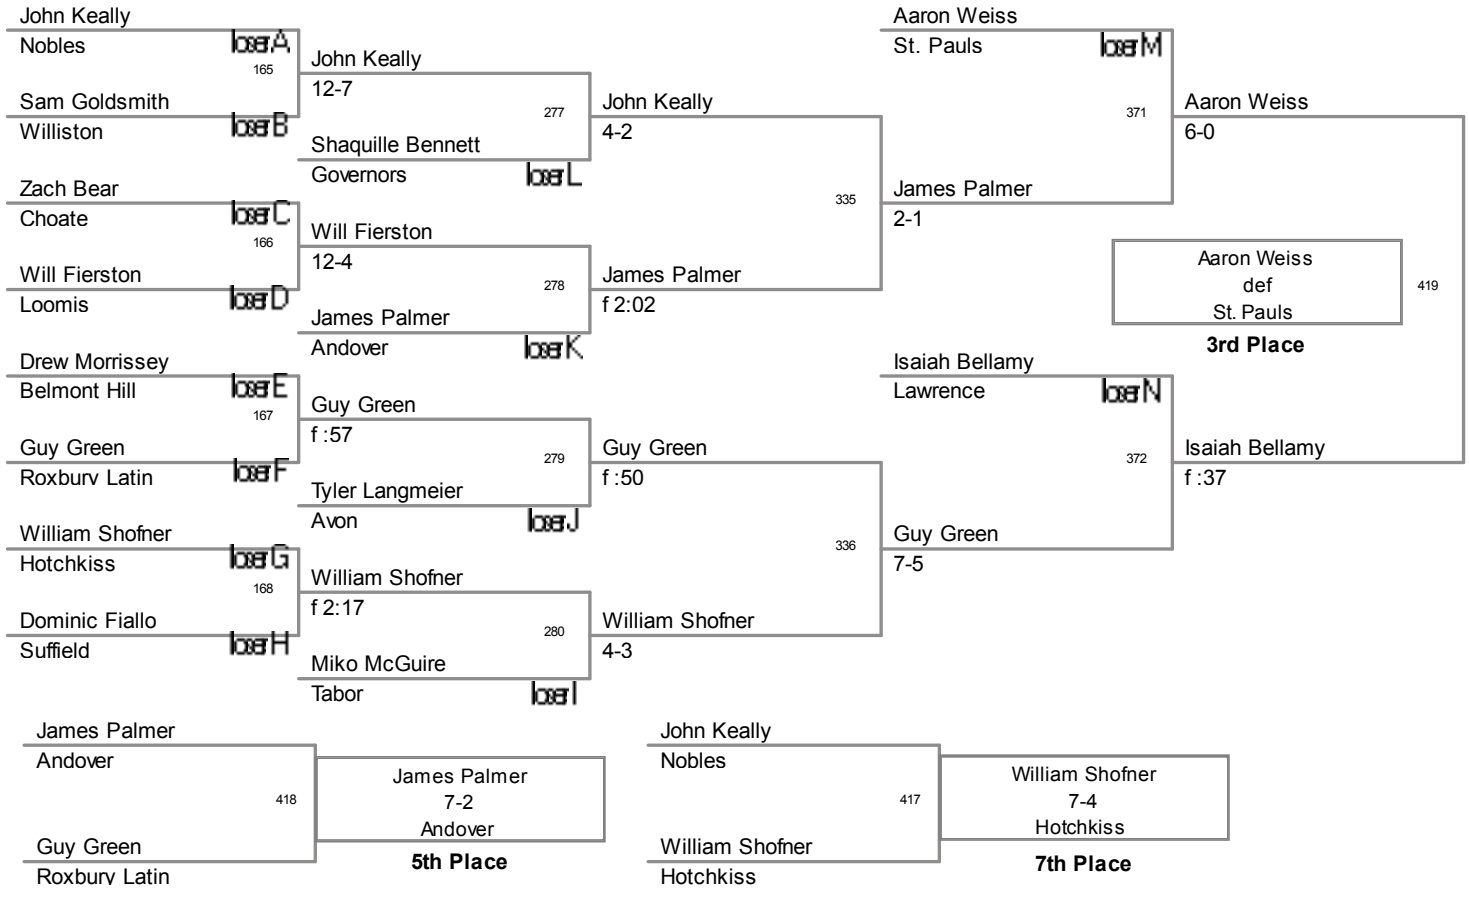 John Keally
Nobles
loser A
165
Sam Goldsmith
Williston
loser B
Zach Bear
Choate
loser C
166
Will Fierston
Loomis
loser D
Drew Morrissey
Belmont Hill
loser E
167
Guy Green
Roxbury Latin
loser F
William Shofner
Hotchkiss
loser G
168
Dominic Fiallo
Suffield
loser H
John Keally
12-7
277
Shaquille Bennett
Governors
loser L
Will Fierston
12-4
278
James Palmer
Andover
loser K
Guy Green
f :57
279
Tyler Langmeier
Avon
loser J
William Shofner
f 2:17
280
Miko McGuire
Tabor
loser I
John Keally
4-2
335
James Palmer
f 2:02
Guy Green
f :50
336
William Shofner
4-3
Aaron Weiss
St. Pauls
loser M
371
James Palmer
2-1
Isaiah Bellamy
Lawrence
loser N
372
Guy Green
7-5
Aaron Weiss
6-0
Aaron Weiss
def
St. Pauls
419
3rd Place
Isaiah Bellamy
f :37
James Palmer
Andover
418
Guy Green
Roxbury Latin
James Palmer
7-2
Andover
5th Place
John Keally
Nobles
417
William Shofner
Hotchkiss
William Shofner
7-4
Hotchkiss
7th Place